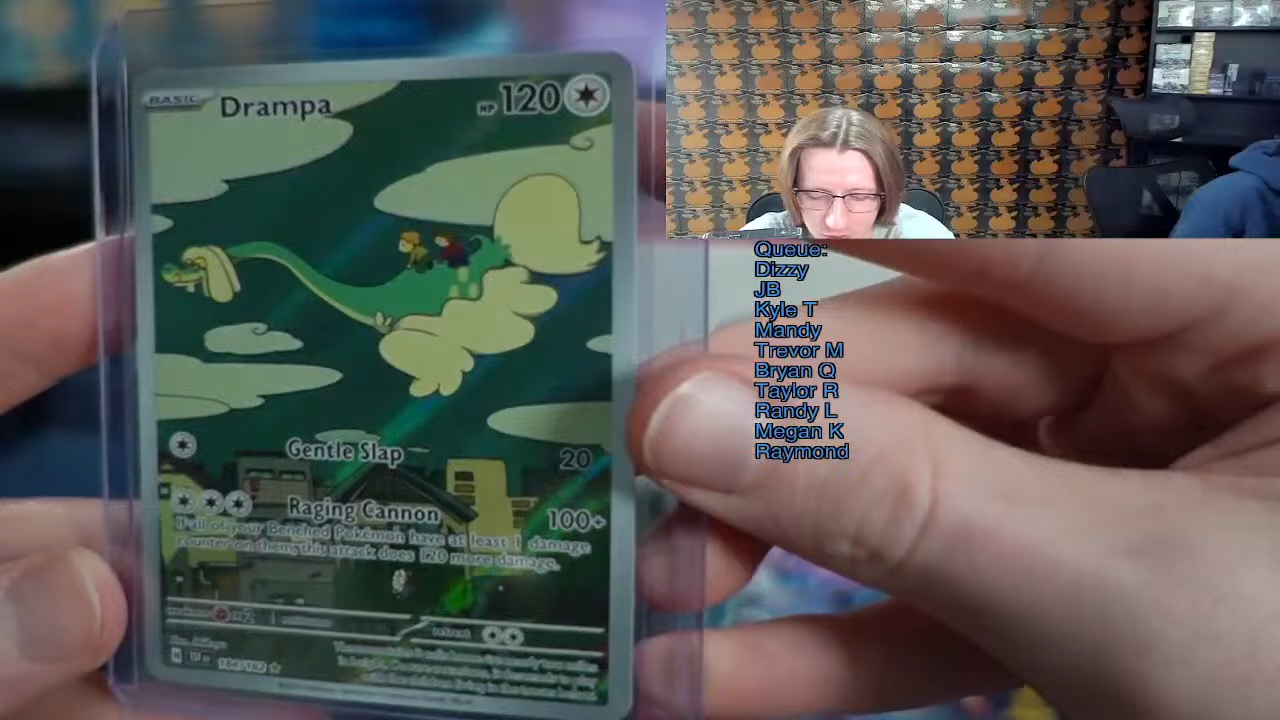 BASIC Drampa HP 120
Gentle Slap 20
Raging Cannon 100+
If all of your Benched Pokémon have at least 1 damage
counter on them, this attack does 120 more damage.
retreat
184/162
Queue:
Dizzy
JB
Kyle T
Mandy
Trevor M
Bryan Q
Taylor R
Randy L
Megan K
Raymond